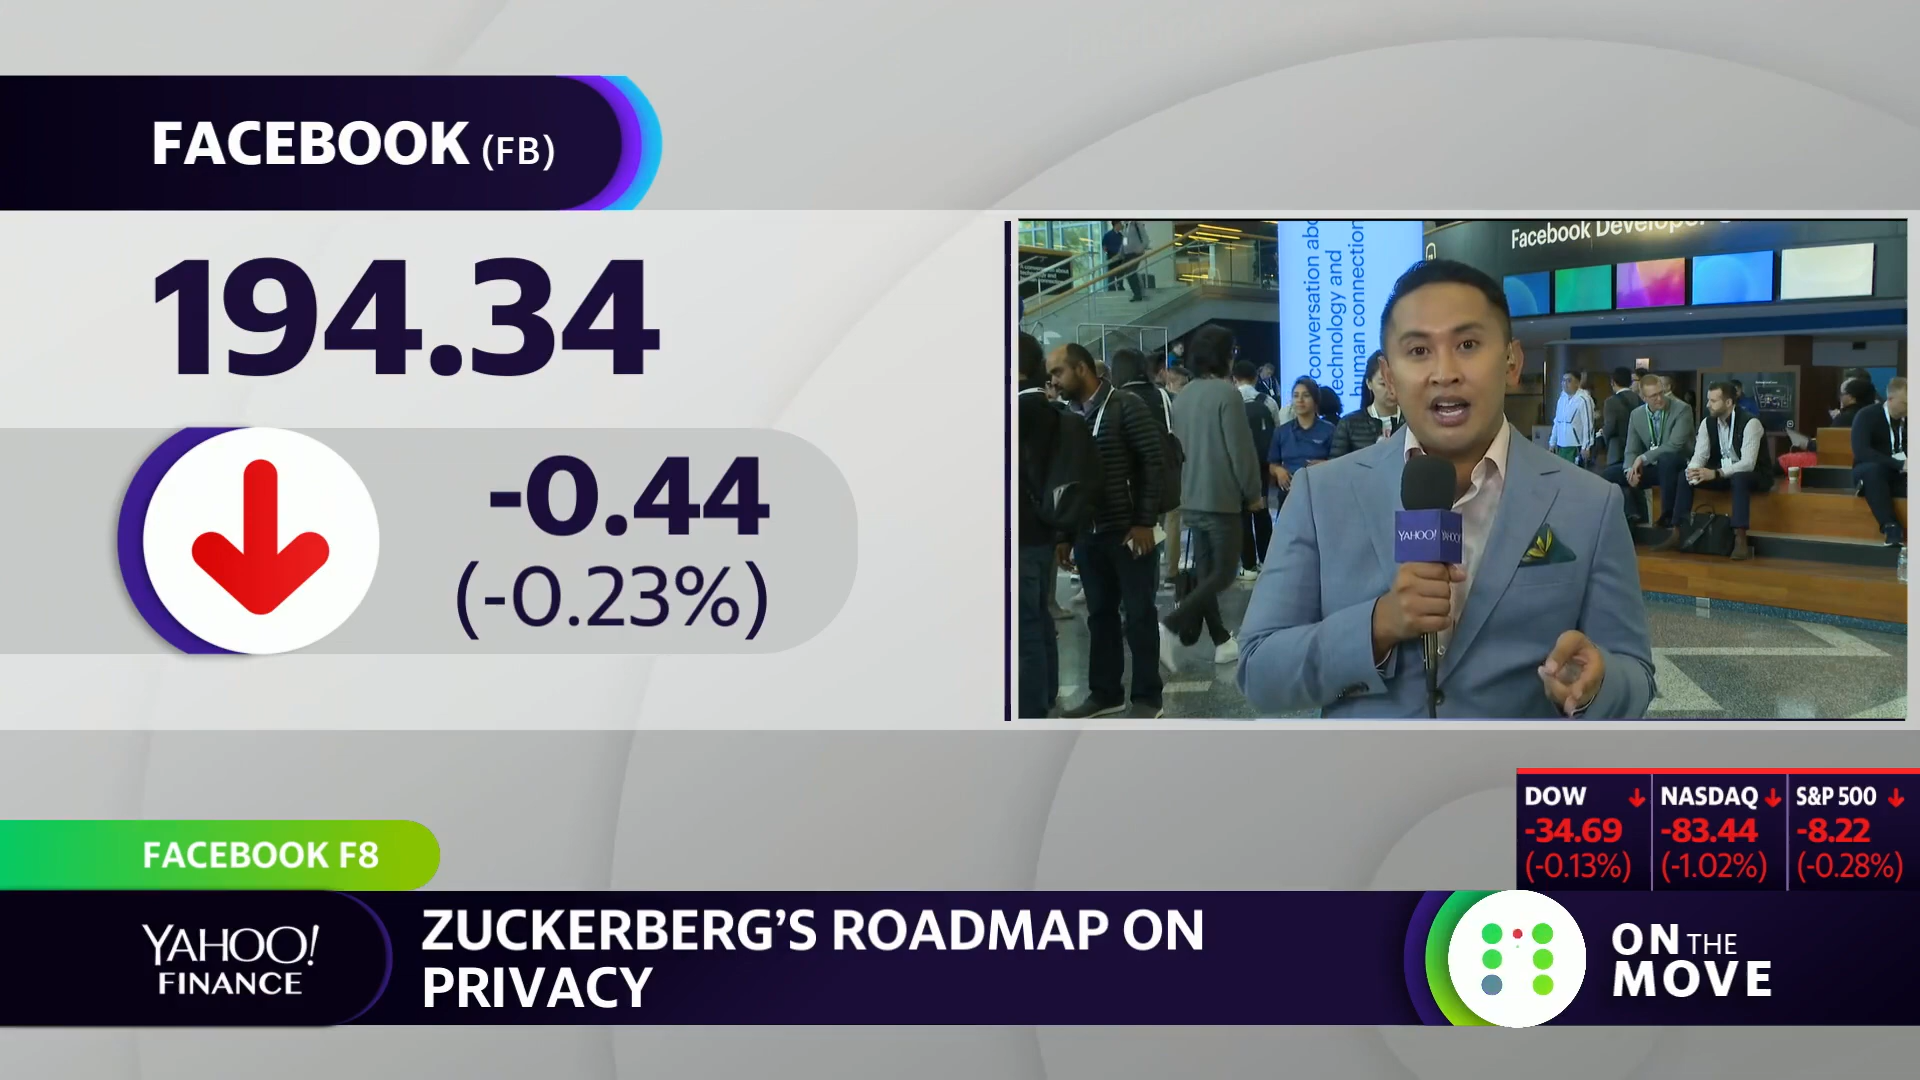 FACEBOOK (FB)
194.34
-0.44
(-0.23%)
conversation
technology and
human connection
Facebook
YAHOO!
YAHOO!
DOW
-34.69
(-0.13%)
NASDAQ
-83.44
(-1.02%)
S&P 500
-8.22
(-0.28%)
FACEBOOK F8
YAHOO!
FINANCE
ZUCKERBERG'S ROADMAP ON
PRIVACY
ON THE
MOVE